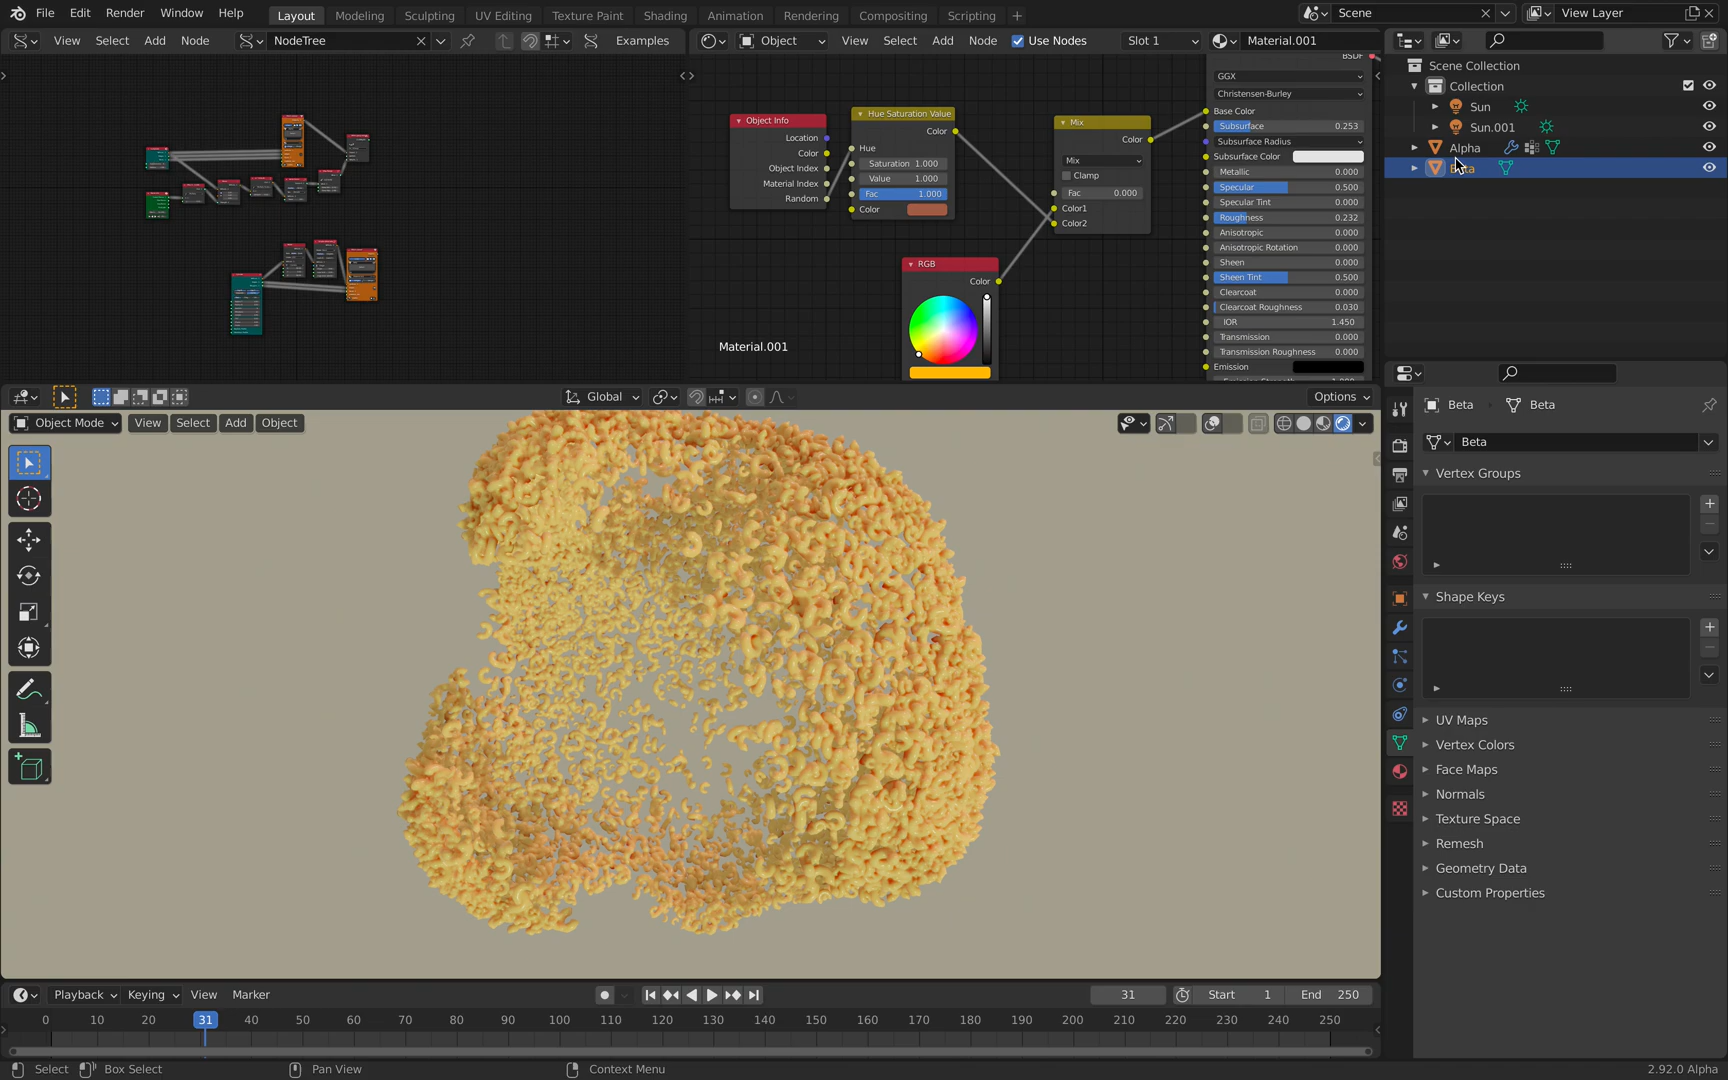 File Edit Render Window Help Layout Modeling Sculpting UV Editing Texture Paint Shading Animation Rendering Compositing Scripting Scene View Layer
View Select Add Node NodeTree Examples
Object View Select Add Node Use Nodes Slot 1 Material.001
Object Info
Location
Color
Object Index
Material Index
Random
Hue Saturation Value
Color
Hue
Saturation 1.000
Value 1.000
Fac 1.000
Color
Mix
Color
Mix
Clamp
Fac 0.000
Color1
Color2
RGB
Color
Material.001
BSDF
GGX
Christensen-Burley
Base Color
Subsurface 0.253
Subsurface Radius
Subsurface Color
Metallic 0.000
Specular 0.500
Specular Tint 0.000
Roughness 0.232
Anisotropic 0.000
Anisotropic Rotation 0.000
Sheen 0.000
Sheen Tint 0.500
Clearcoat 0.000
Clearcoat Roughness 0.030
IOR 1.450
Transmission 0.000
Transmission Roughness 0.000
Emission
Scene Collection
Collection
Sun
Sun.001
Alpha
Beta
Global Options
Object Mode View Select Add Object
Beta Beta
Beta
Vertex Groups
Shape Keys
UV Maps
Vertex Colors
Face Maps
Normals
Texture Space
Remesh
Geometry Data
Custom Properties
Playback Keying View Marker 31 Start 1 End 250
0 10 20 31 40 50 60 70 80 90 100 110 120 130 140 150 160 170 180 190 200 210 220 230 240 250
Select Box Select Pan View Context Menu 2.92.0 Alpha